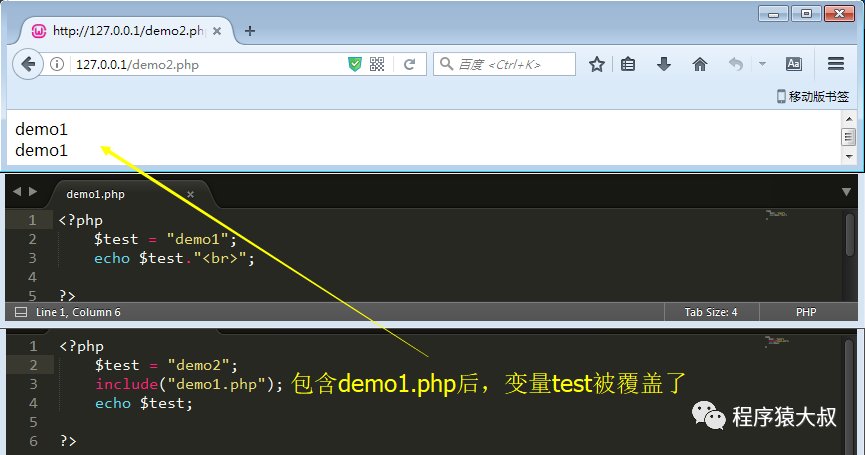 http://127.0.0.1/demo2.ph
127.0.0.1/demo2.php
百度 <Ctrl+K>
移动版书签
demo1
demo1
demo1.php
1 <?php
2 $test = "demo1";
3 echo $test."<br>";
4
5 ?>
Line 1, Column 6 Tab Size: 4 PHP
1 <?php
2 $test = "demo2";
3 include("demo1.php"); 包含demo1.php后，变量test被覆盖了
4 echo $test;
5
6 ?>
程序猿大叔